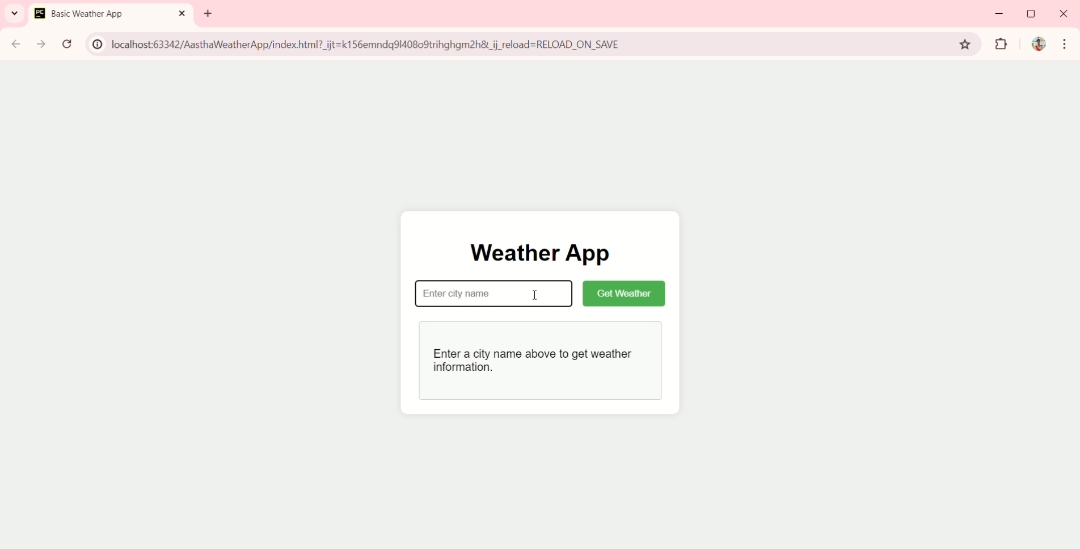 Basic Weather App
localhost:63342/AasthaWeatherApp/index.html?_ijt=k156emndq9l408o9trihghgm2h&_ij_reload=RELOAD_ON_SAVE
Weather App
Enter city name
Get Weather
Enter a city name above to get weather
information.